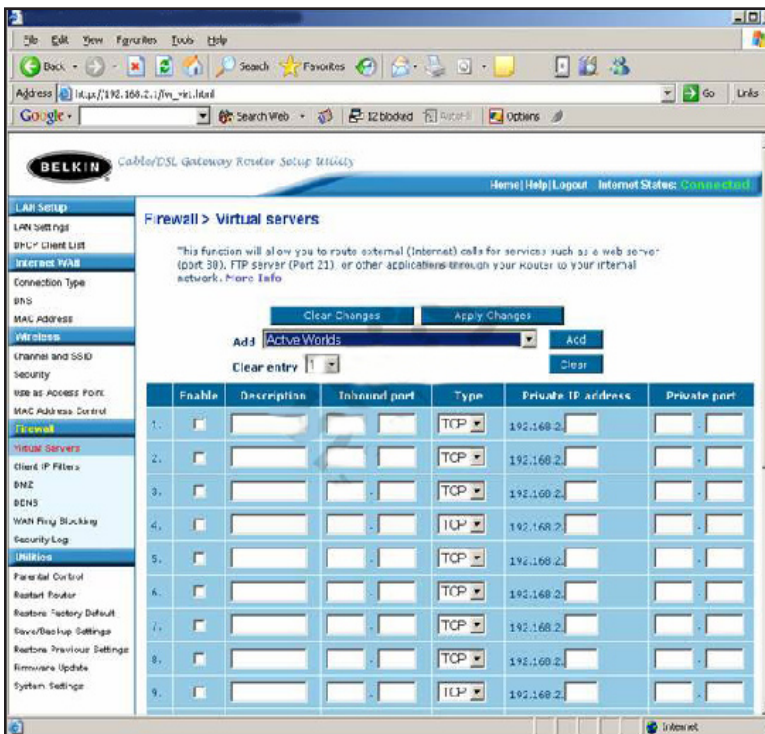 File Edit View Favorites Tools Help
Back Search Favorites
Address http://192.168.2.1/fw_virt.html Go Links
Google Search Web 12 blocked AutoFill Options
BELKIN Cable/DSL Gateway Router Setup Utility
Home|Help|Logout Internet Status: Connected
LAN Setup
LAN Settings
DHCP Client List
Internet WAN
Connection Type
DNS
MAC Address
Wireless
Channel and SSID
Security
Use as Access Point
MAC Address Control
Firewall
Virtual Servers
Client IP Filters
DMZ
DDNS
WAN Ping Blocking
Security Log
Utilities
Parental Control
Restart Router
Restore Factory Default
Save/Backup Settings
Restore Previous Settings
Firmware Update
System Settings
Firewall > Virtual servers
This function will allow you to route external (Internet) calls for services such as a web server
(port 80), FTP server (Port 21), or other applications through your Router to your internal
network. More Info
Clear Changes Apply Changes
Add Active Worlds Add
Clear entry 1 Clear
Enable Description Inbound port Type Private IP address Private port
1. - TCP 192.168.2. -
2. - TCP 192.168.2. -
3. - TCP 192.168.2. -
4. - TCP 192.168.2. -
5. - TCP 192.168.2. -
6. - TCP 192.168.2. -
7. - TCP 192.168.2. -
8. - TCP 192.168.2. -
9. - TCP 192.168.2. -
Internet